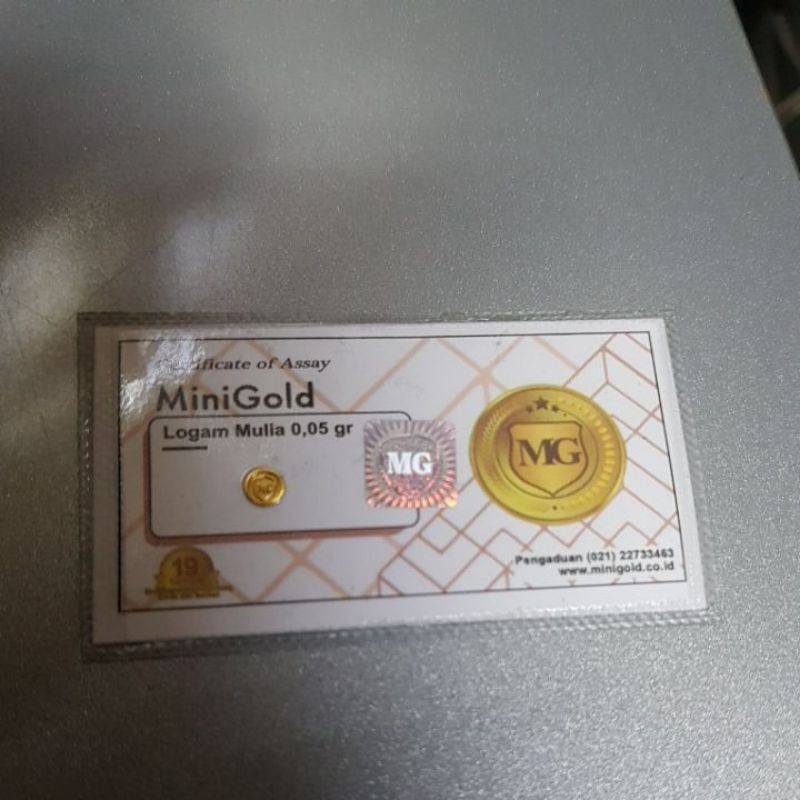 Certificate of Assay
MiniGold
Logam Mulia 0,05 gr
MG
MG
MG
19
Pengaduan (021) 22733463
www.minigold.co.id